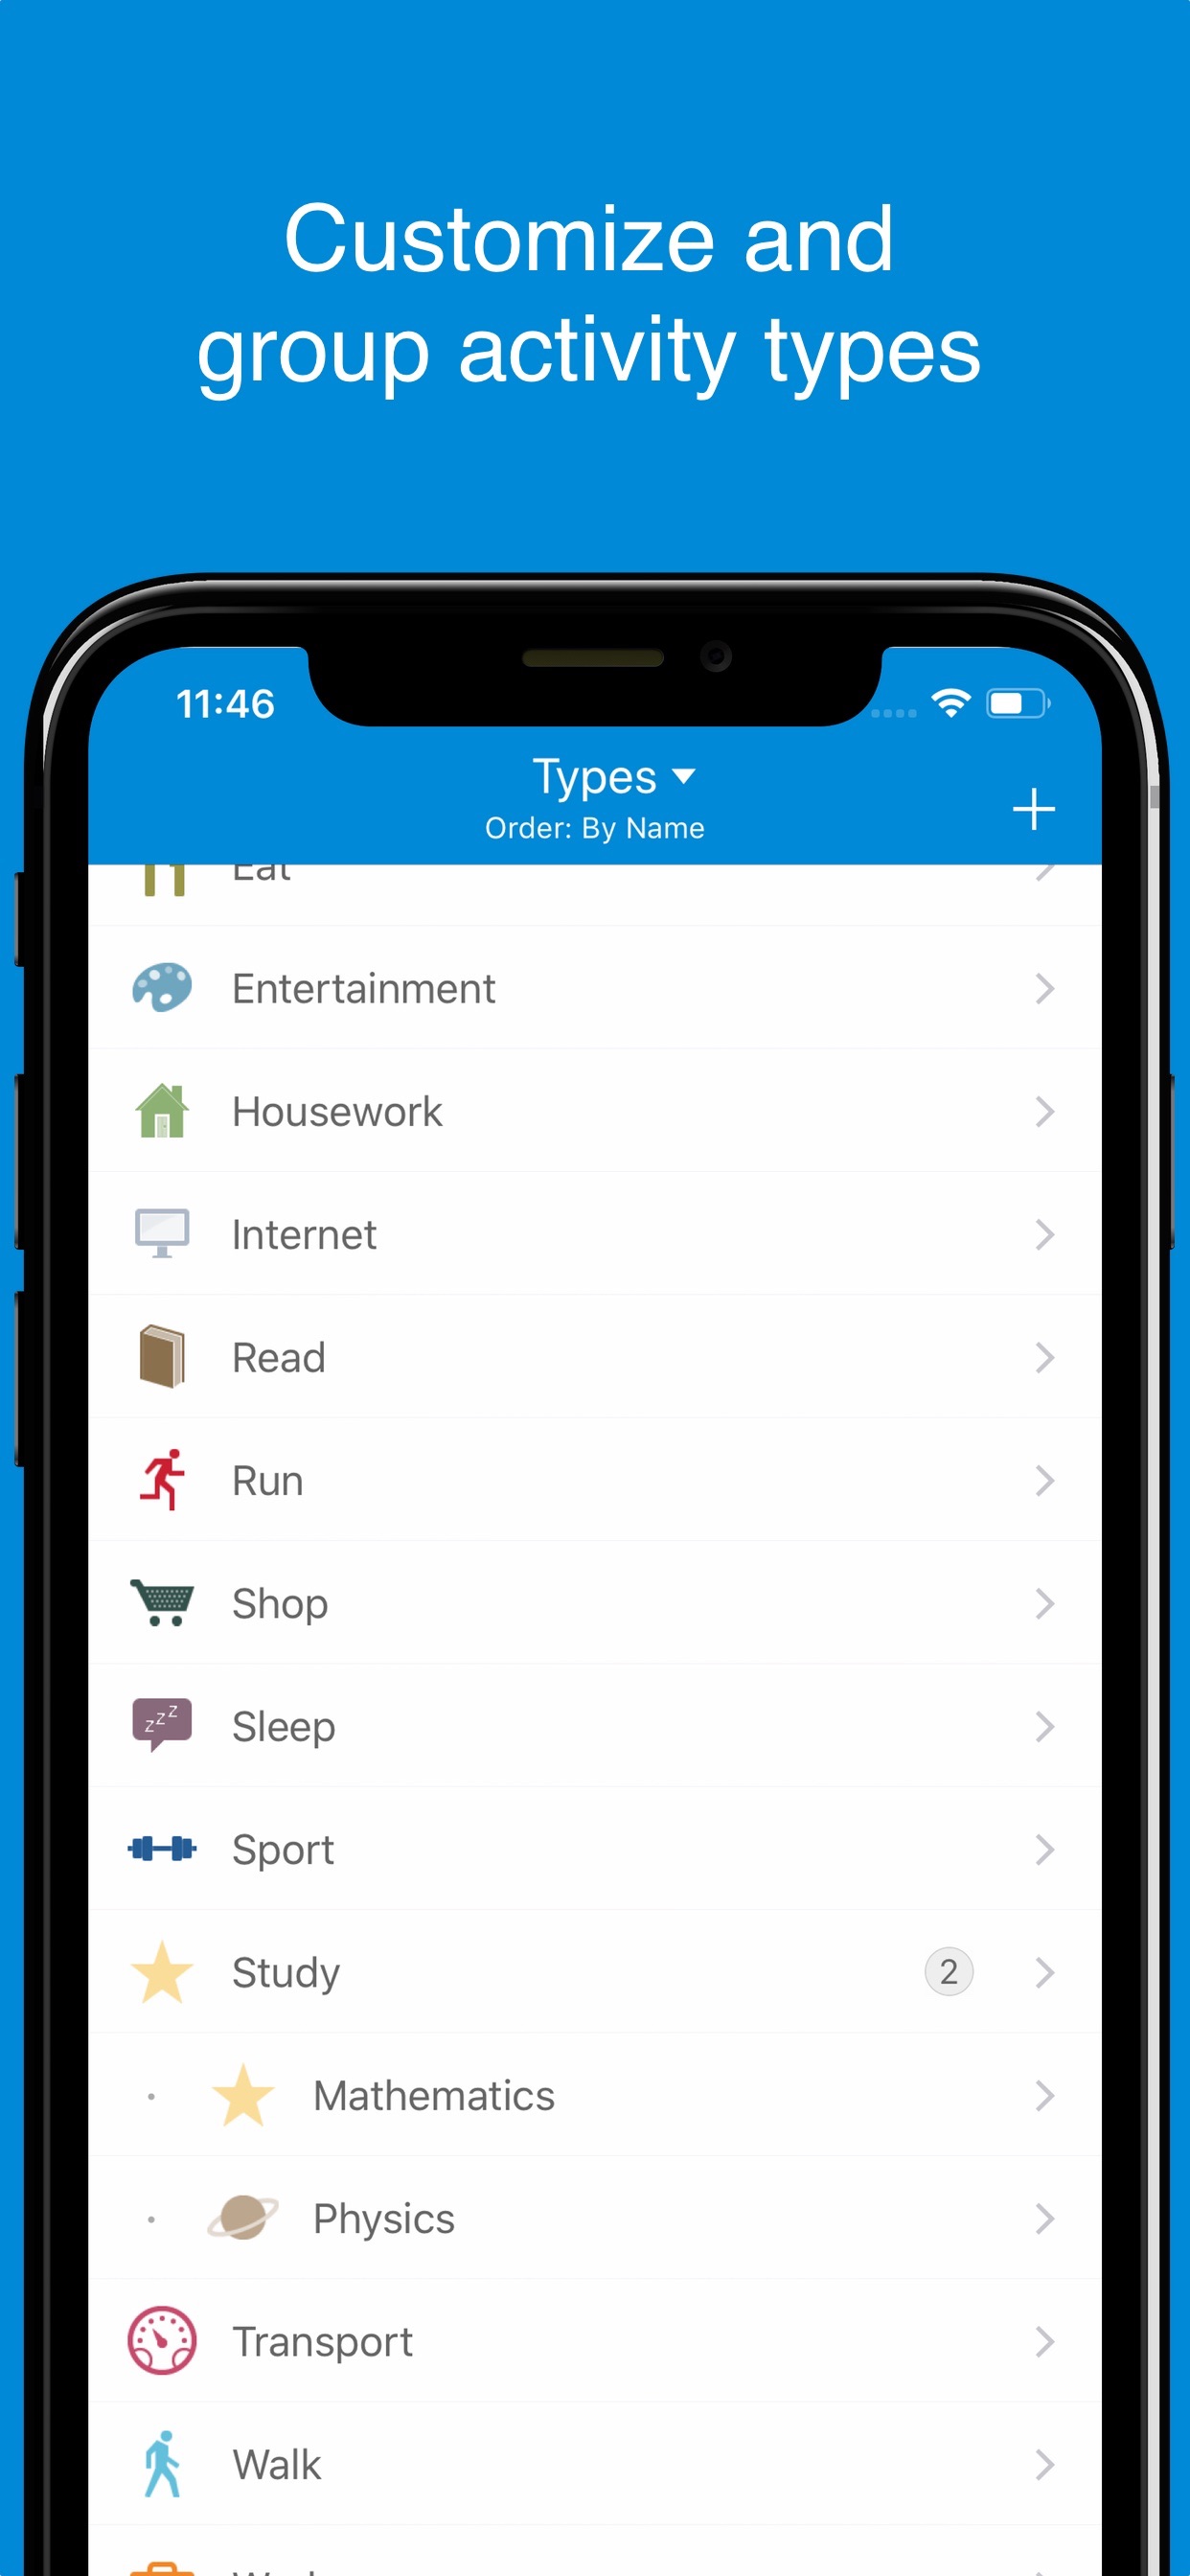 Customize and
group activity types
11:46
Types
Order: By Name
Eat
Entertainment
Housework
Internet
Read
Run
Shop
zzz
Sleep
Sport
Study 2
Mathematics
Physics
Transport
Walk